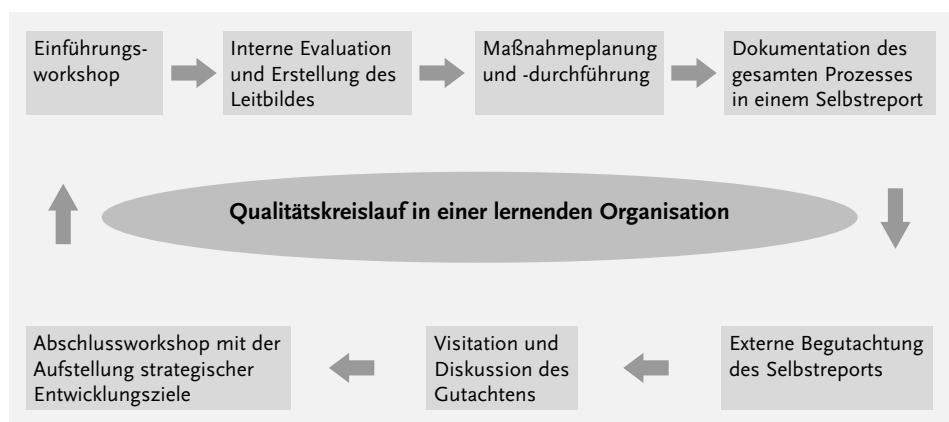 Einführungs-
workshop
Interne Evaluation
und Erstellung des
Leitbildes
Maßnahmeplanung
und -durchführung
Dokumentation des
gesamten Prozesses
in einem Selbstreport
Qualitätskreislauf in einer lernenden Organisation
Abschlussworkshop mit der
Aufstellung strategischer
Entwicklungsziele
Visitation und
Diskussion des
Gutachtens
Externe Begutachtung
des Selbstreports